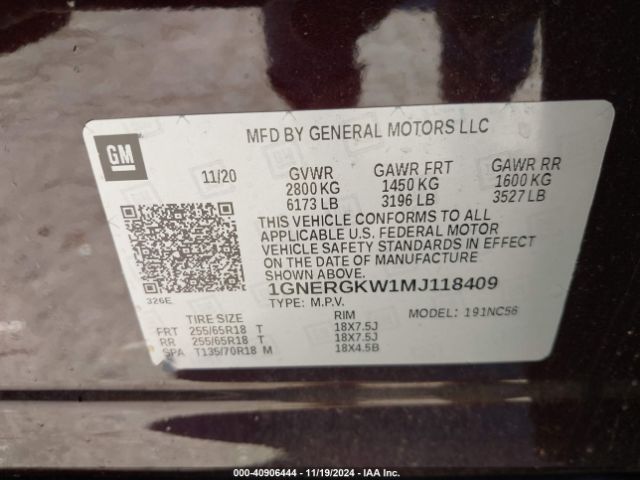 GM
MFD BY GENERAL MOTORS LLC
11/20
GVWR
2800 KG
6173 LB
GAWR FRT
1450 KG
3196 LB
GAWR RR
1600 KG
3527 LB
THIS VEHICLE CONFORMS TO ALL
APPLICABLE U.S. FEDERAL MOTOR
VEHICLE SAFETY STANDARDS IN EFFECT
ON THE DATE OF MANUFACTURE
SHOWN ABOVE.
326E
1GNERGKW1MJ118409
TYPE: M.P.V.
MODEL: 191NC56
TIRE SIZE
RIM
FRT 255/65R18 T 18X7.5J
RR 255/65R18 T 18X7.5J
SPA T135/70R18 M 18X4.5B
000-40906444 - 11/19/2024 - IAA Inc.